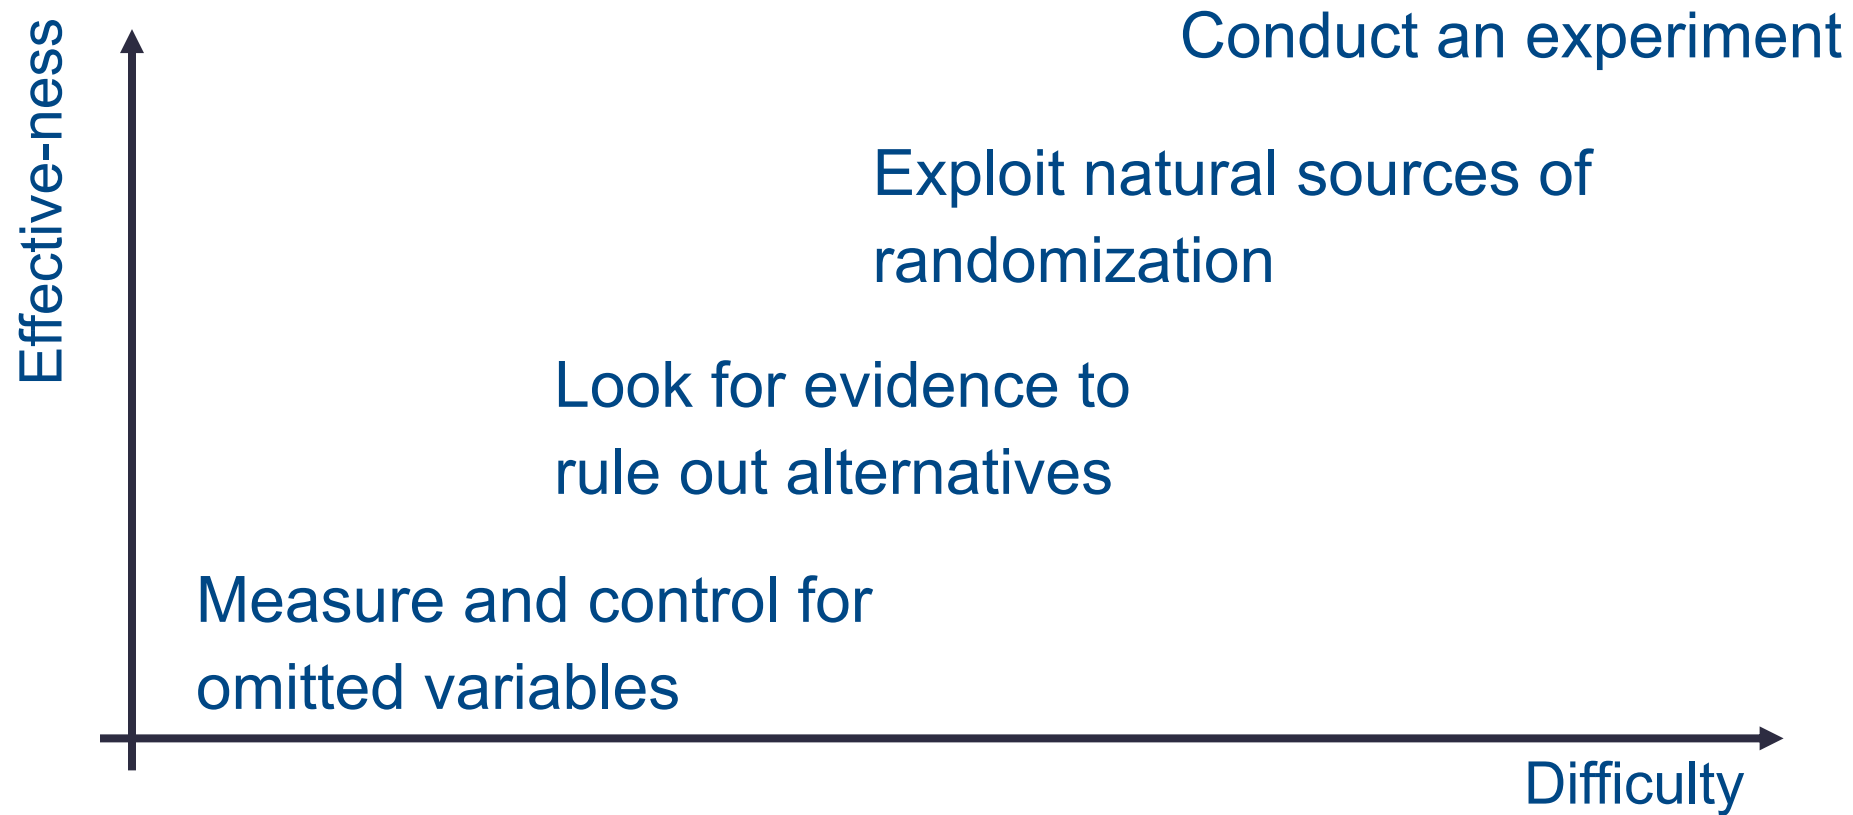 Effective-ness
Conduct an experiment
Exploit natural sources of
randomization
Look for evidence to
rule out alternatives
Measure and control for
omitted variables
Difficulty